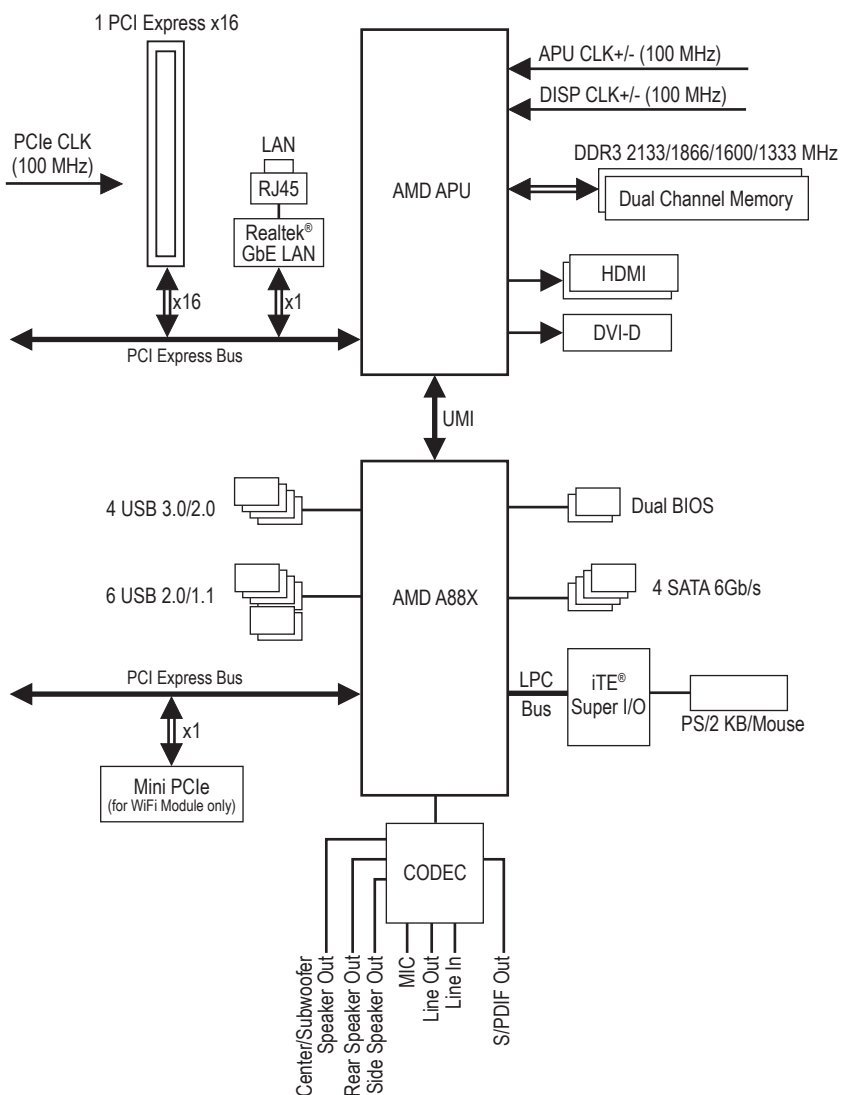 1 PCI Express x16
APU CLK+/- (100 MHz)
DISP CLK+/- (100 MHz)
PCIe CLK
(100 MHz)
LAN
RJ45
Realtek®
GbE LAN
x16
x1
PCI Express Bus
AMD APU
DDR3 2133/1866/1600/1333 MHz
Dual Channel Memory
HDMI
DVI-D
UMI
4 USB 3.0/2.0
6 USB 2.0/1.1
AMD A88X
Dual BIOS
4 SATA 6Gb/s
PCI Express Bus
x1
Mini PCIe
(for WiFi Module only)
LPC
Bus
iTE®
Super I/O
PS/2 KB/Mouse
CODEC
Center/Subwoofer
Speaker Out
Rear Speaker Out
Side Speaker Out
MIC
Line Out
Line In
S/PDIF Out